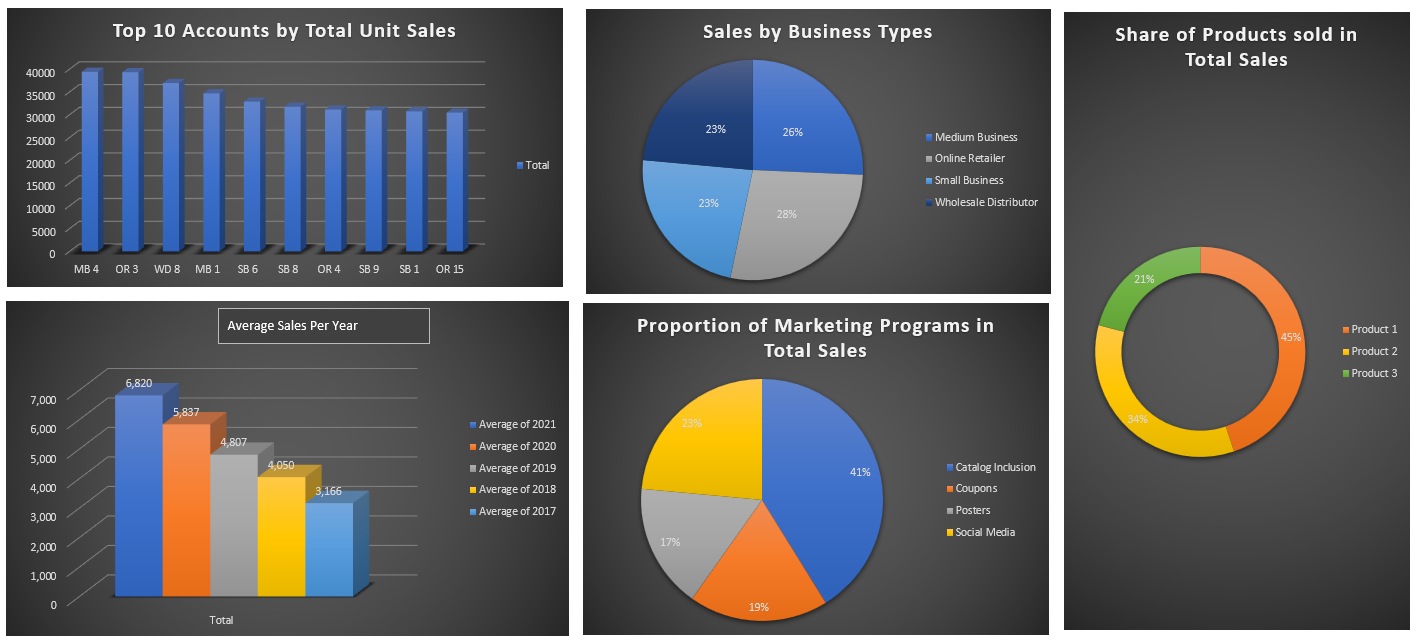 Top 10 Accounts by Total Unit Sales
40000
35000
30000
25000
20000
15000
10000
5000
0
MB 4 OR 3 WD 8 MB 1 SB 6 SB 8 OR 4 SB 9 SB 1 OR 15
Total
Sales by Business Types
23% 26%
23% 28%
Medium Business
Online Retailer
Small Business
Wholesale Distributor
Share of Products sold in
Total Sales
21%
45%
34%
Product 1
Product 2
Product 3
Average Sales Per Year
6,820
5,837
4,807
4,050
3,166
7,000
6,000
5,000
4,000
3,000
2,000
1,000
0
Total
Average of 2021
Average of 2020
Average of 2019
Average of 2018
Average of 2017
Proportion of Marketing Programs in
Total Sales
23%
41%
17%
19%
Catalog Inclusion
Coupons
Posters
Social Media